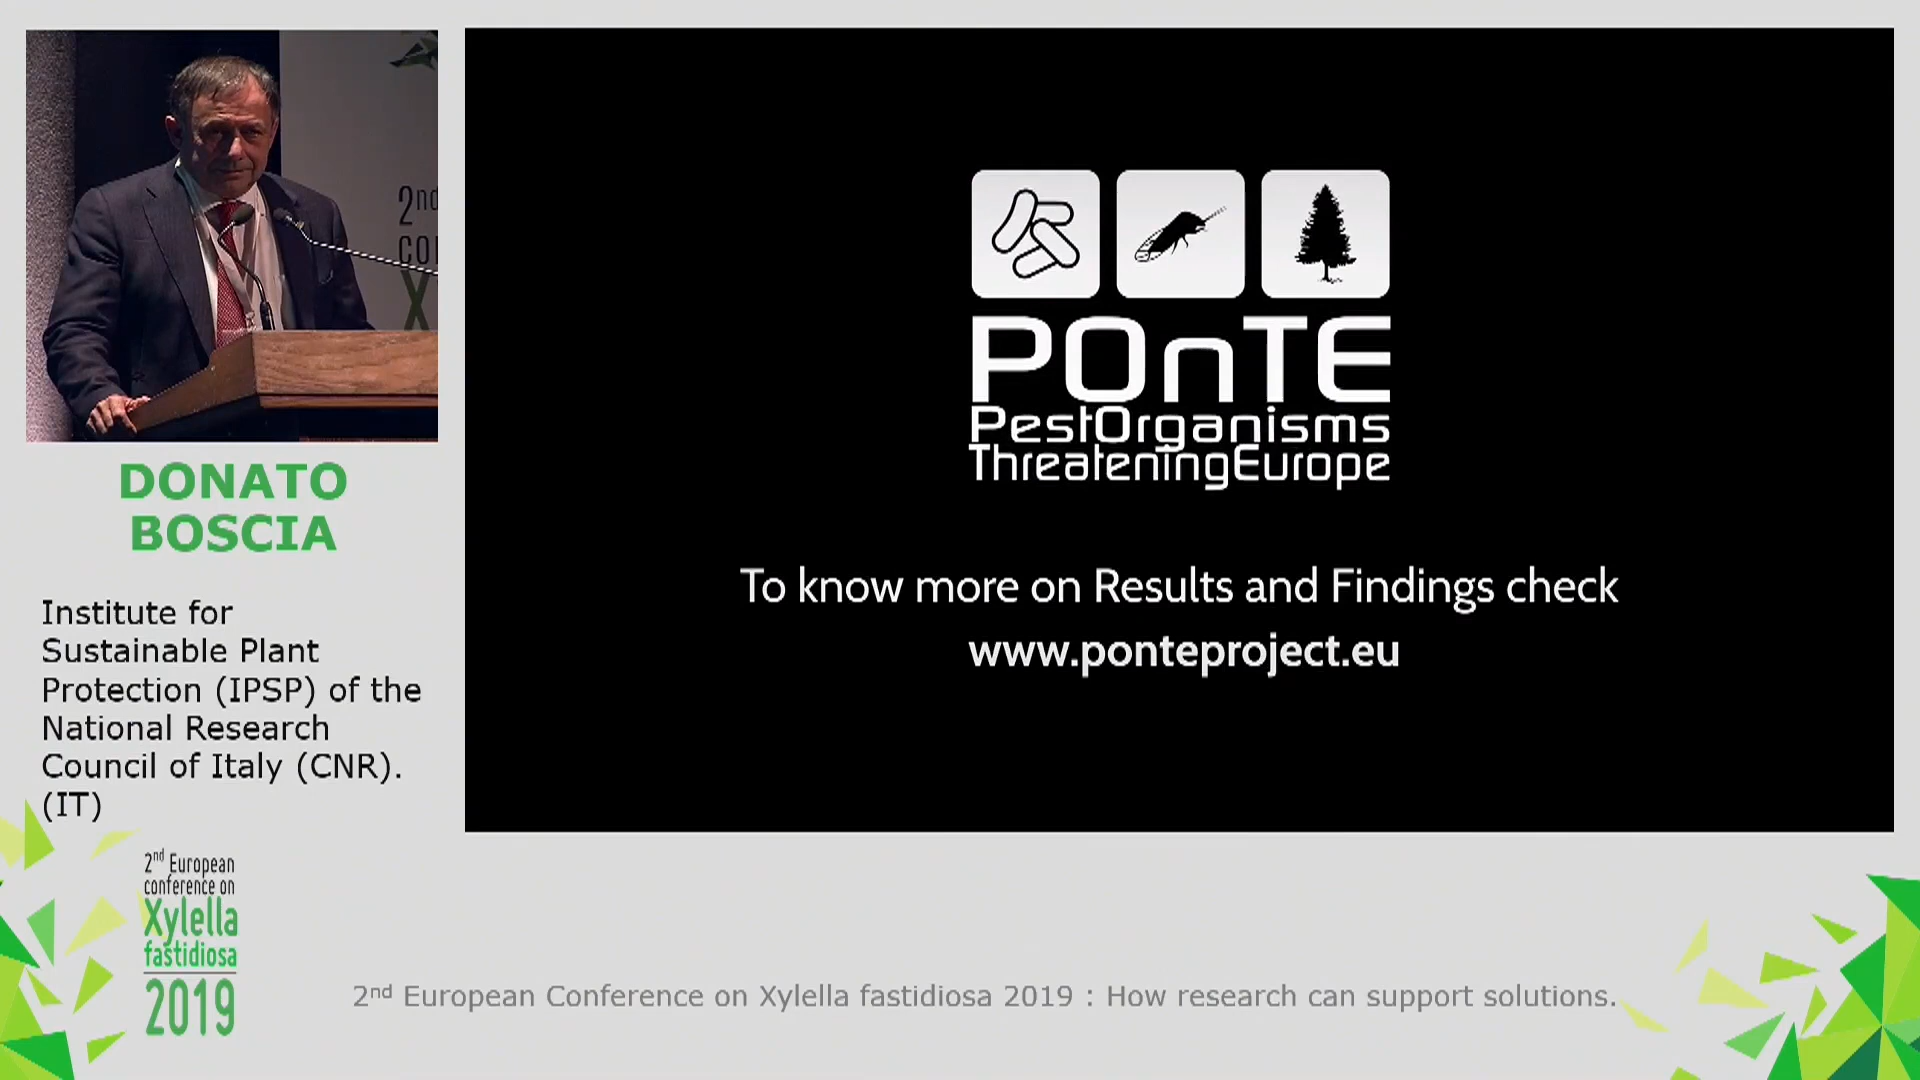 2nd
CO
X
DONATO
BOSCIA
Institute for
Sustainable Plant
Protection (IPSP) of the
National Research
Council of Italy (CNR).
(IT)
2nd European
conference on
Xylella
fastidiosa
2019
POnTE
PestOrganisms
ThreateningEurope
To know more on Results and Findings check
www.ponteproject.eu
2nd European Conference on Xylella fastidiosa 2019 : How research can support solutions.